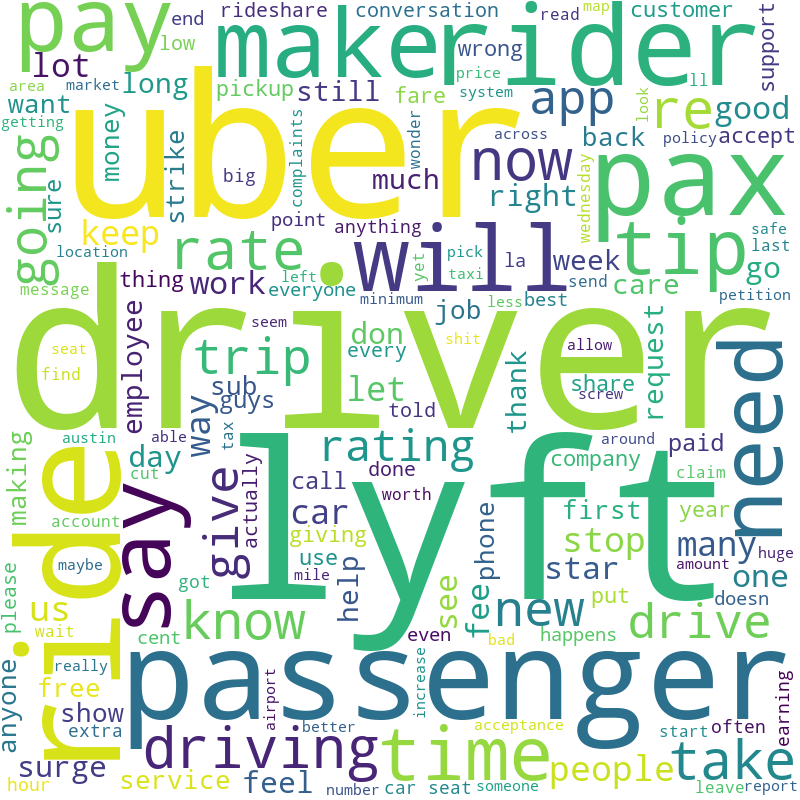 pay
end
rideshare
conversation
read
map
customer
low
lot
make
rider
wrong
support
area
market
long
pickup
still
fare
price
system
ll
want
money
app
re
good
getting
uber
complaints
wonder
look
going
sure
strike
big
across
back
policy
accept
now
much
wednesday
pax
right
keep
point
anything
safe
location
rate
will
pick
la
week
tip
last
message
thing
work
everyone
left
yet
taxi
send
care
go
minimum
less
best
petition
driver
seem
job
seat
employee
trip
don
every
shit
allow
request
need
find
sub
let
thank
share
screw
way
guys
told
austin
able
tax
rating
around
paid
making
day
cut
done
lyft
company
claim
ride
say
give
actually
call
worth
account
car
giving
first
year
stop
many
huge
maybe
use
phone
mile
star
amount
one
please
got
help
see
fee
new
put
doesn
us
know
drive
wait
cent
even
happens
really
passenger
bad
anyone
free
show
airport
increase
earning
extra
better
acceptance
start
often
driving
time
people
take
surge
hour
service
feel
number
car seat
someone
leave
report